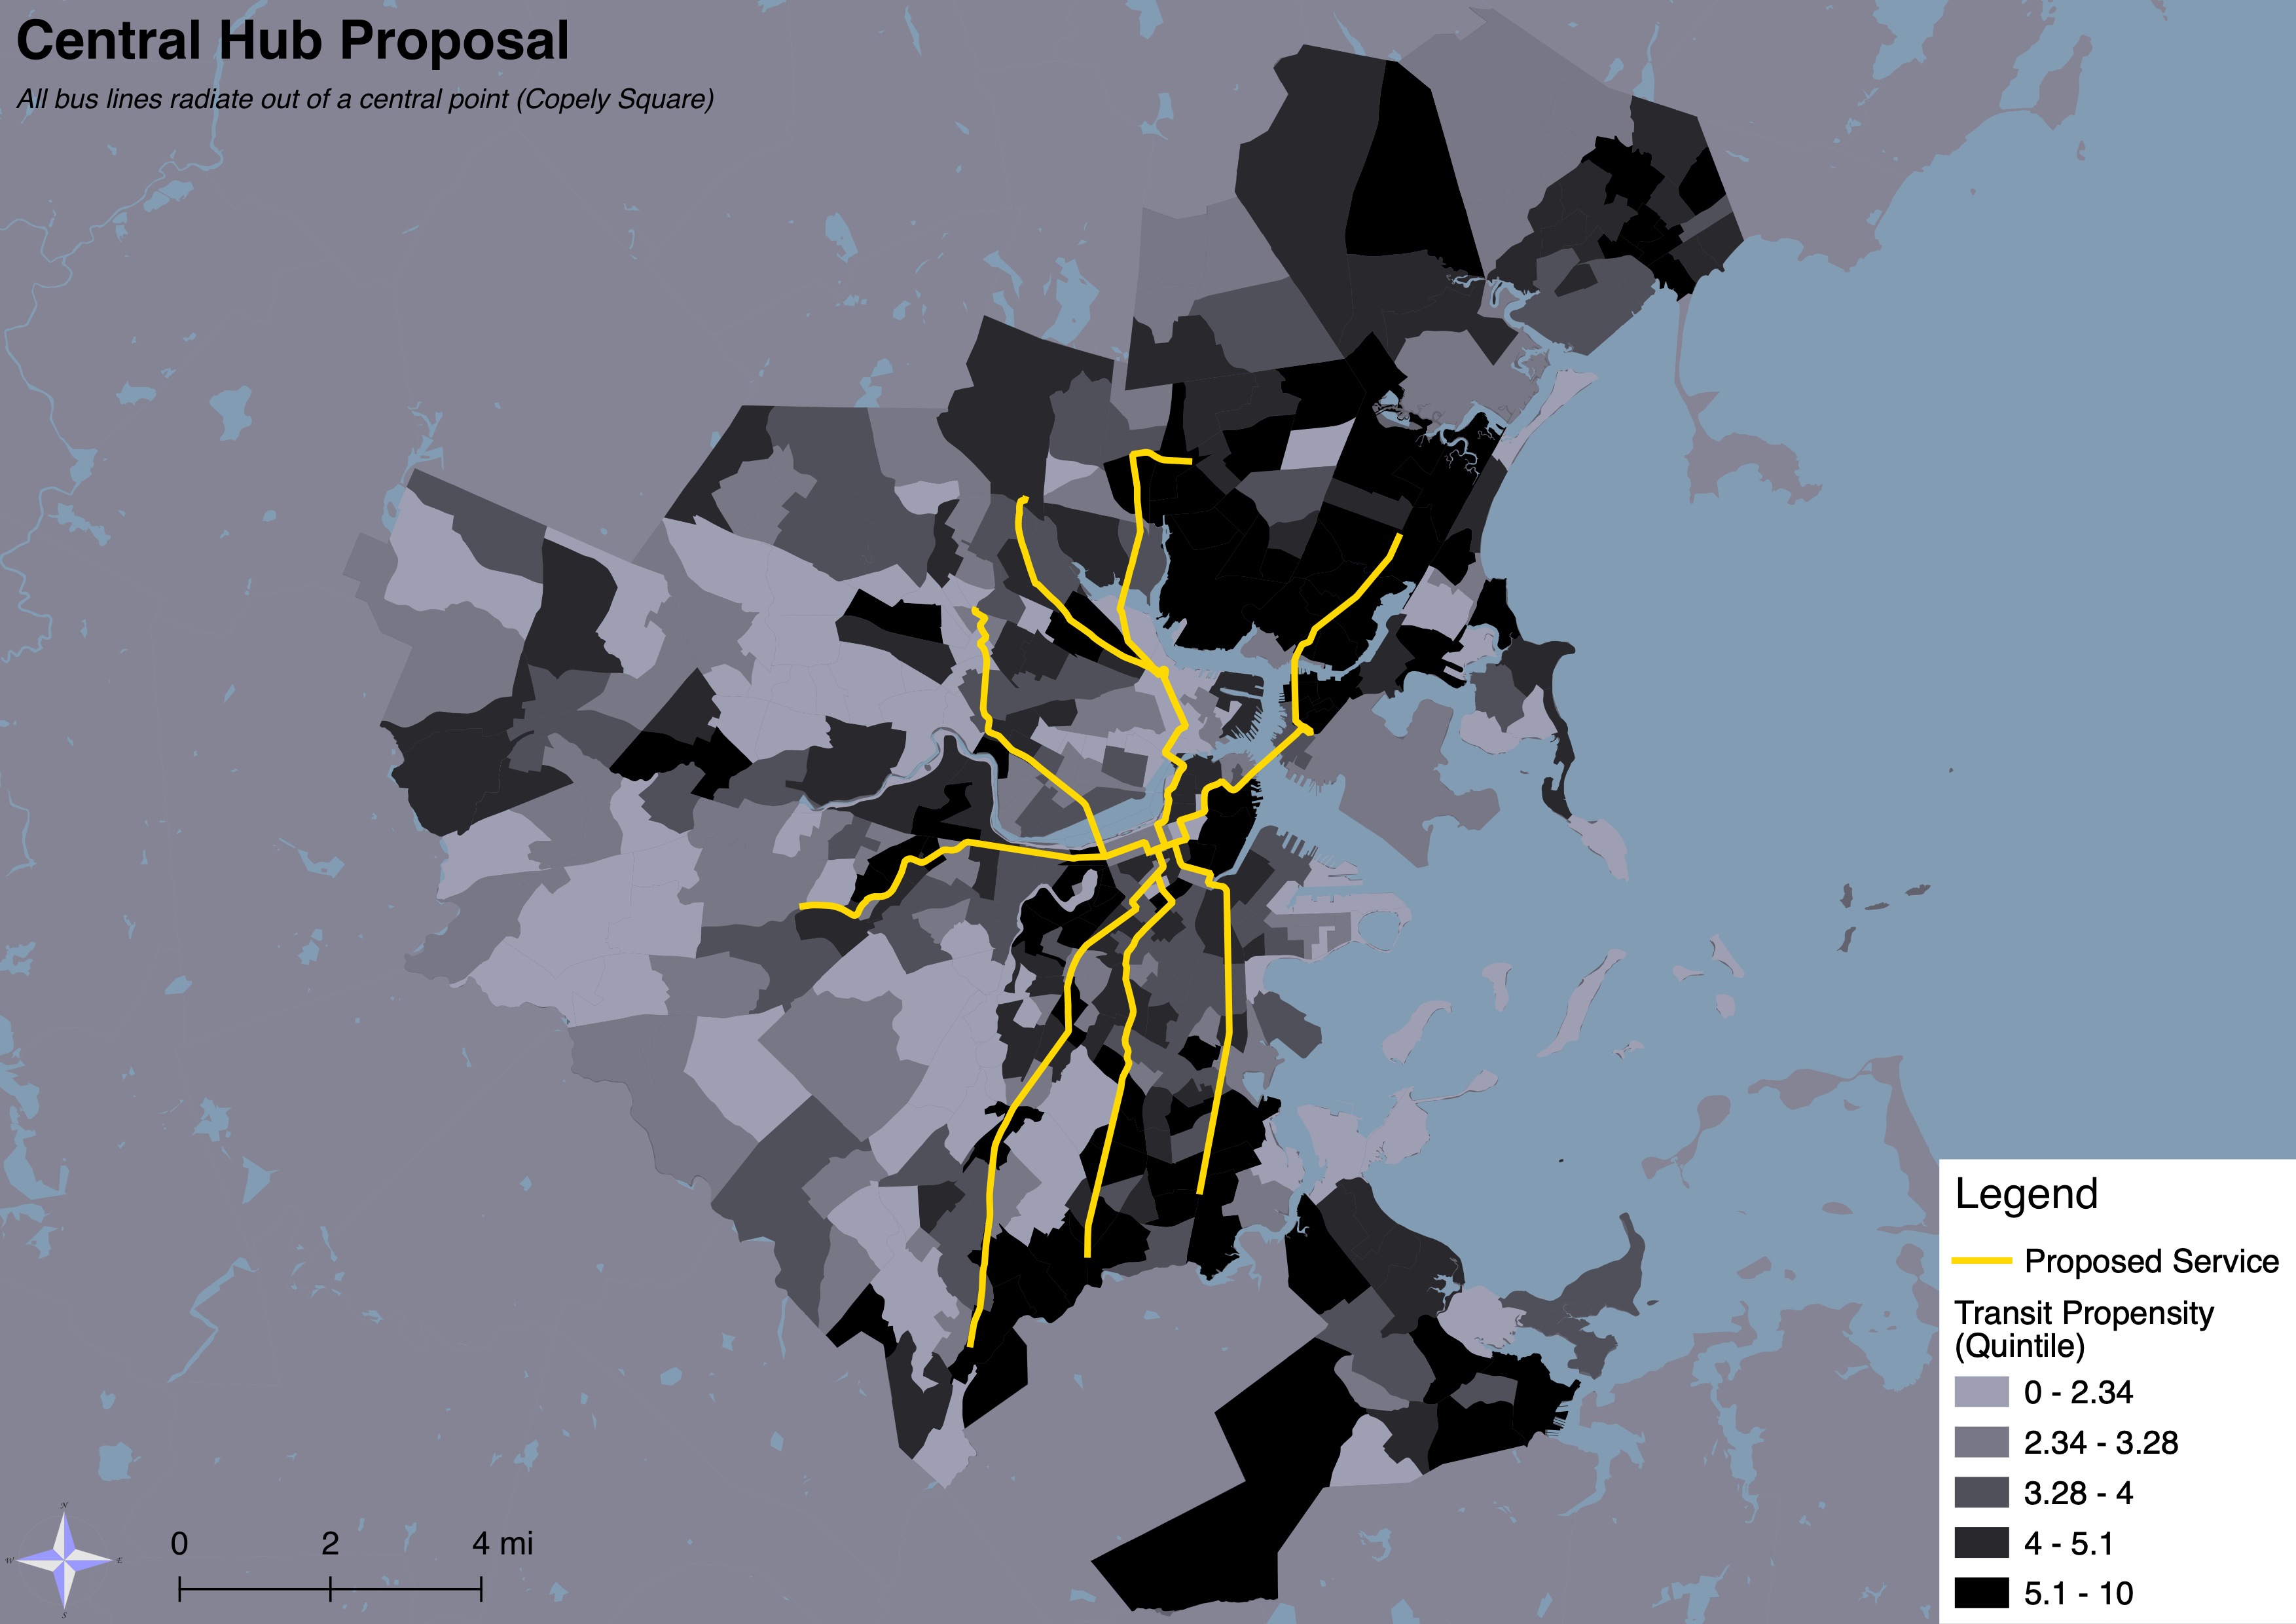 Central Hub Proposal
All bus lines radiate out of a central point (Copely Square)
Legend
Proposed Service
Transit Propensity
(Quintile)
0 - 2.34
2.34 - 3.28
3.28 - 4
4 - 5.1
5.1 - 10
N
W
E
S
0 2 4 mi